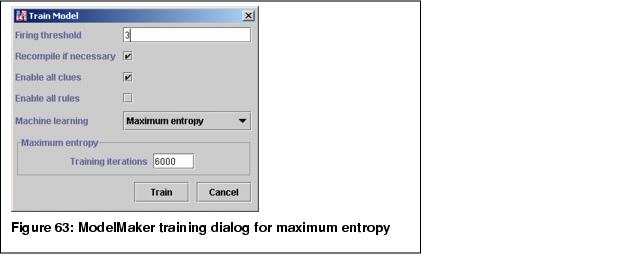 Train Model
Firing threshold 3
Recompile if necessary
Enable all clues
Enable all rules
Machine learning Maximum entropy
Maximum entropy
Training iterations 6000
Train Cancel
Figure 63: ModelMaker training dialog for maximum entropy